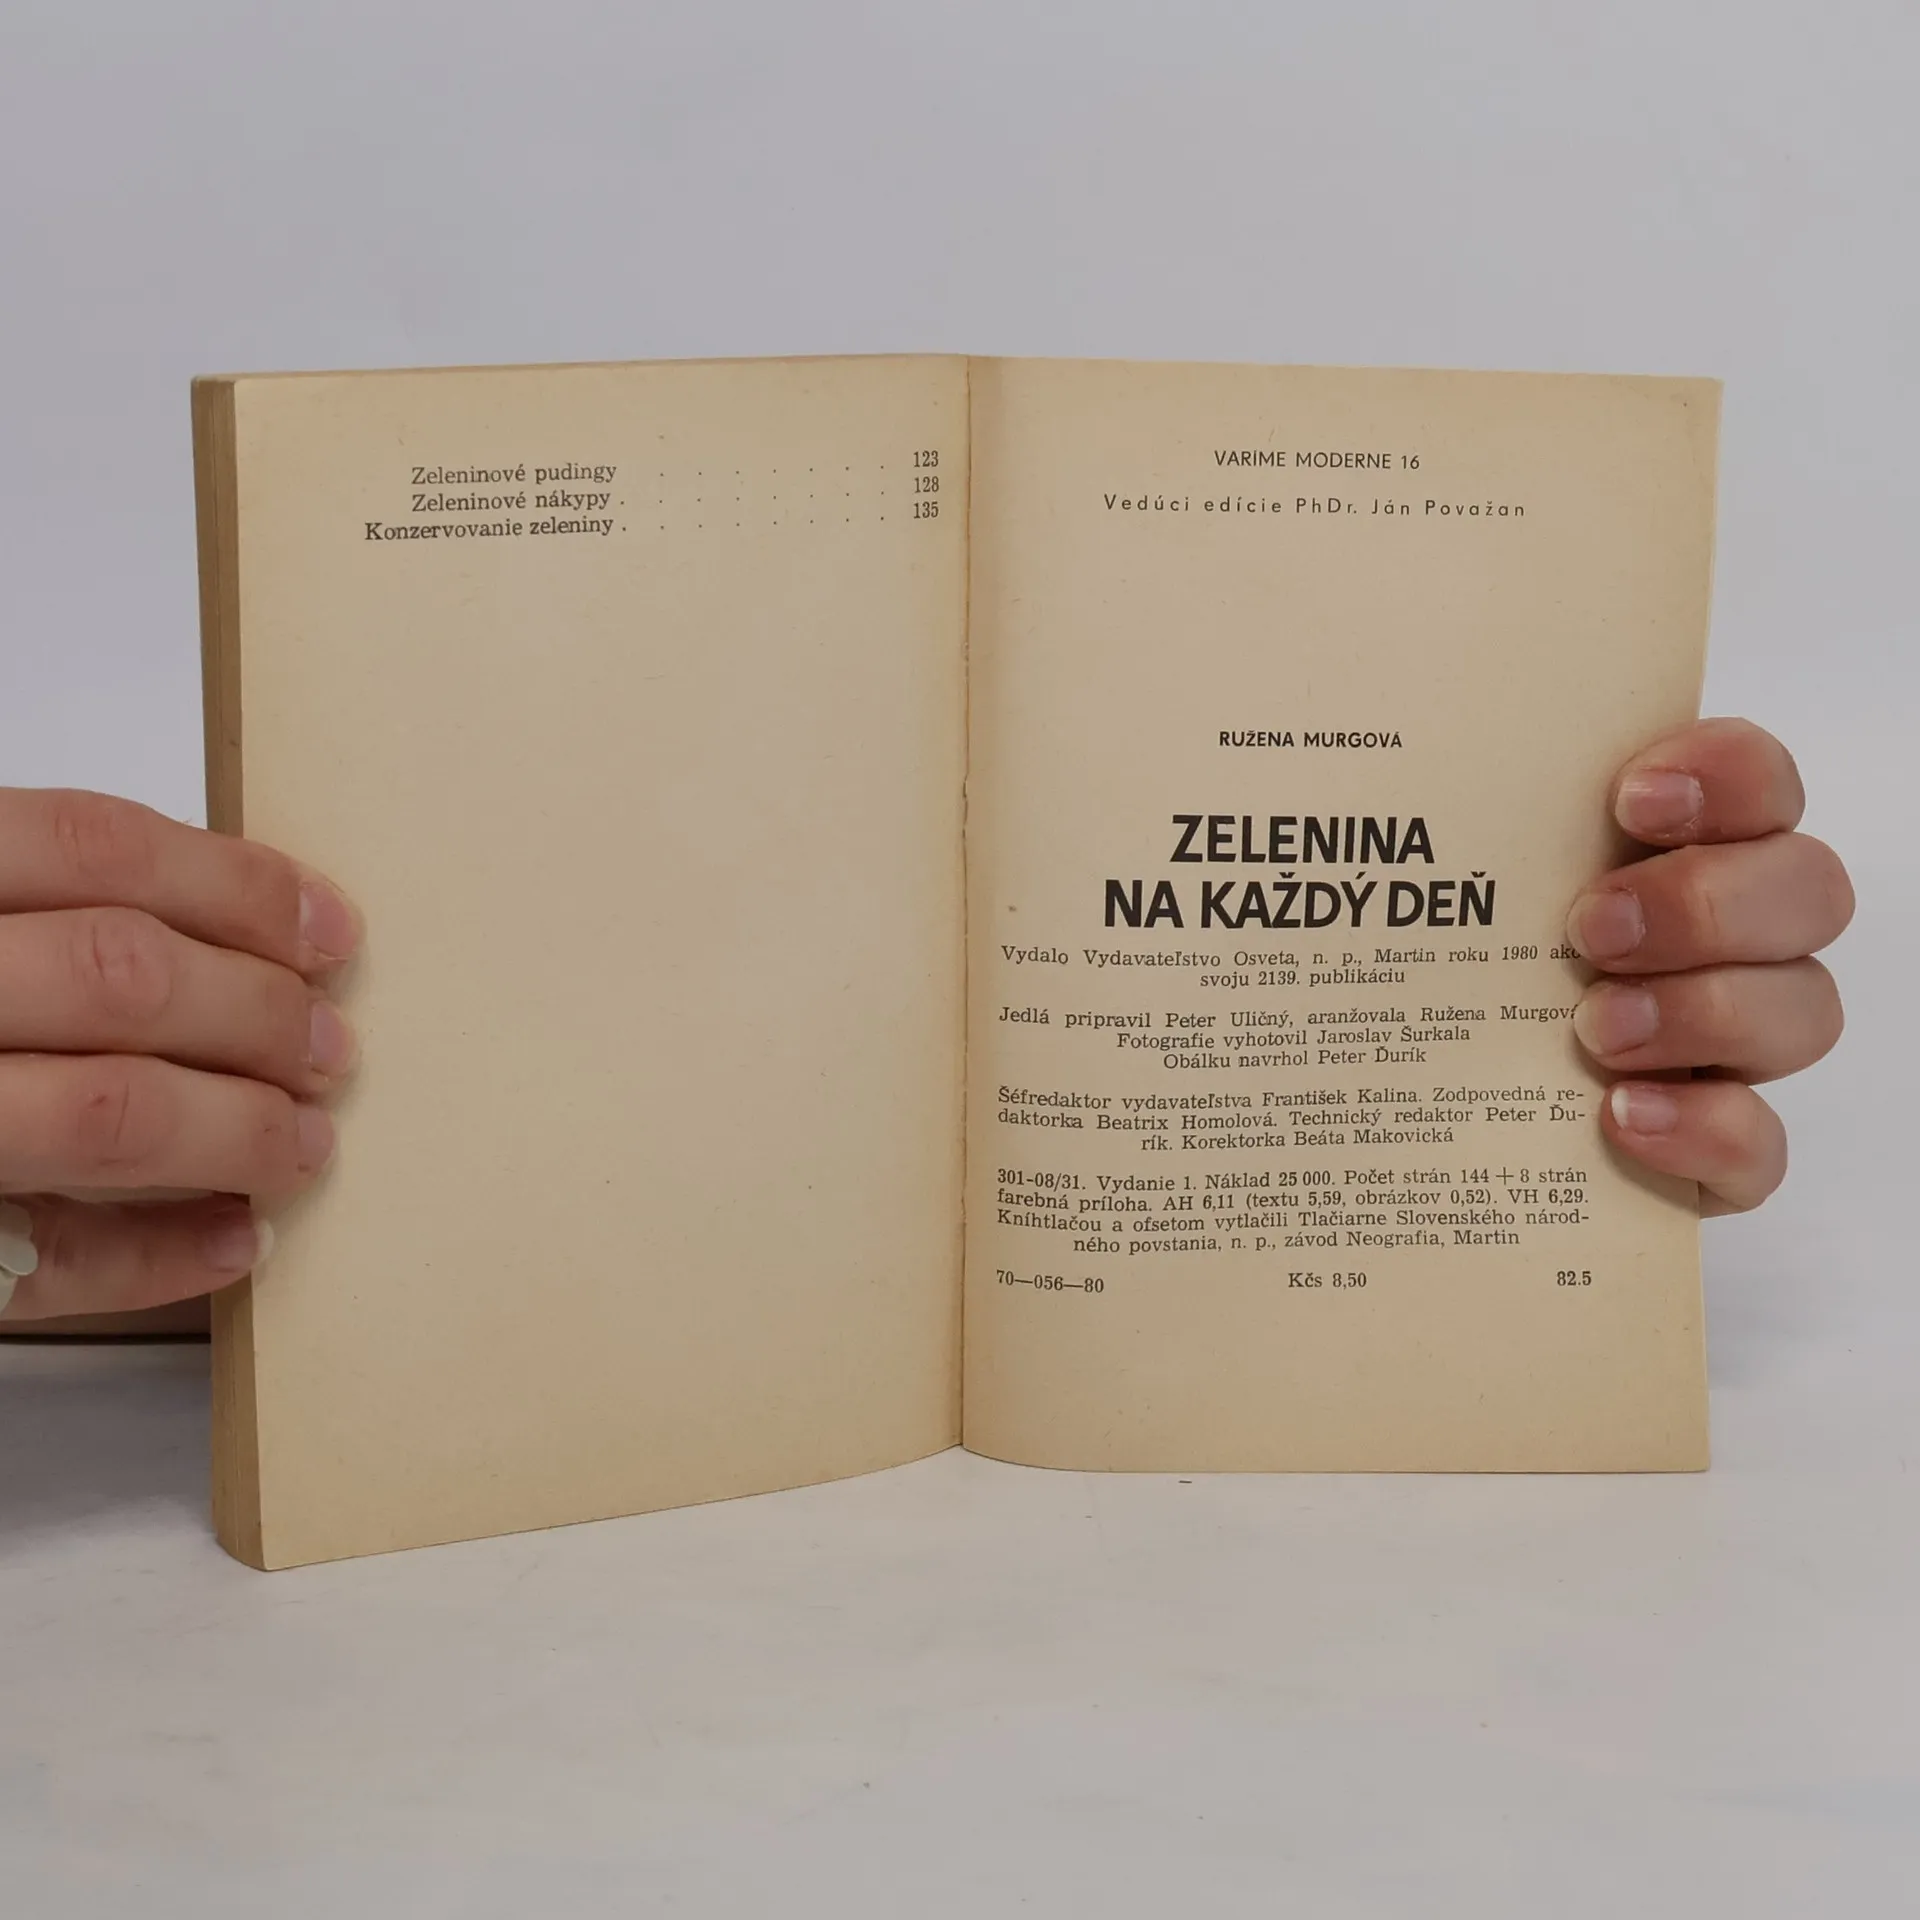 Zeleninové pudingy . . . . . . . 123
Zeleninové nákypy . . . . . . . . 128
Konzervovanie zeleniny . . . . . . . . 135
VARÍME MODERNE 16
Vedúci edície PhDr. Ján Považan
RUŽENA MURGOVÁ
ZELENINA
NA KAŽDÝ DEŇ
Vydalo Vydavateľstvo Osveta, n. p., Martin roku 1980 ako
svoju 2139. publikáciu
Jedlá pripravil Peter Uličný, aranžovala Ružena Murgová
Fotografie vyhotovil Jaroslav Šurkala
Obálku navrhol Peter Ďurík
Šéfredaktor vydavateľstva František Kalina. Zodpovedná re-
daktorka Beatrix Homolová. Technický redaktor Peter Ďu-
rík. Korektorka Beáta Makovická
301-08/31. Vydanie 1. Náklad 25 000. Počet strán 144 + 8 strán
farebná príloha. AH 6,11 (textu 5,59, obrázkov 0,52). VH 6,29.
Kníhtlačou a ofsetom vytlačili Tlačiarne Slovenského národ-
ného povstania, n. p., závod Neografia, Martin
70—056—80 Kčs 8,50 82.5